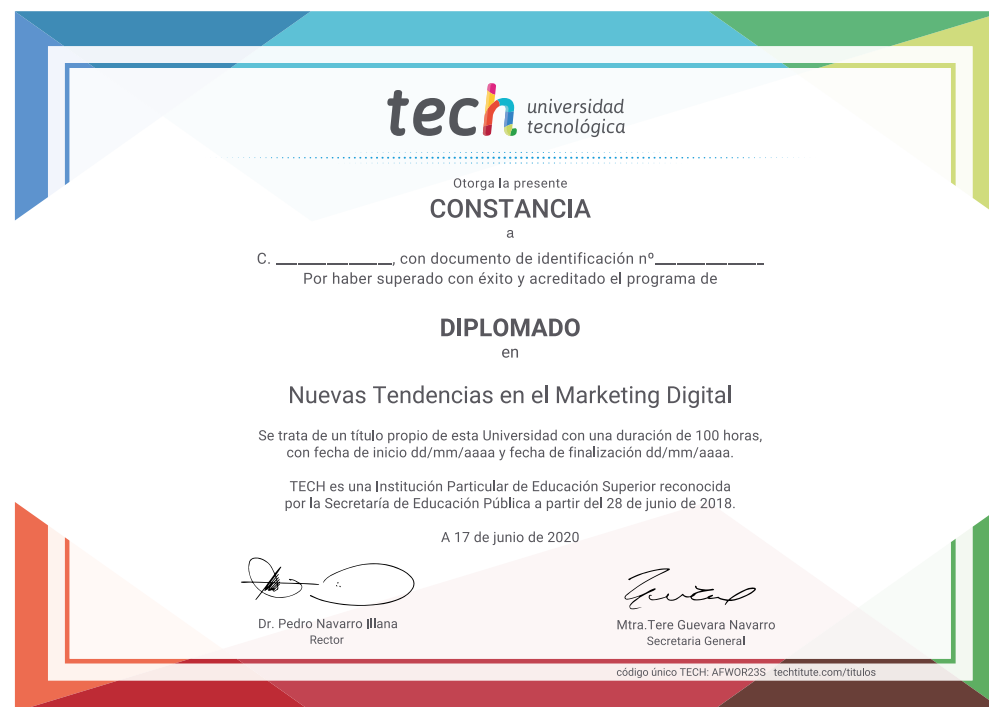 tech universidad
tecnológica
Otorga la presente
CONSTANCIA
a
C. ______________, con documento de identificación nº_____________
Por haber superado con éxito y acreditado el programa de
DIPLOMADO
en
Nuevas Tendencias en el Marketing Digital
Se trata de un título propio de esta Universidad con una duración de 100 horas,
con fecha de inicio dd/mm/aaaa y fecha de finalización dd/mm/aaaa.
TECH es una Institución Particular de Educación Superior reconocida
por la Secretaría de Educación Pública a partir del 28 de junio de 2018.
A 17 de junio de 2020
Dr. Pedro Navarro Illana
Rector
Mtra.Tere Guevara Navarro
Secretaria General
código único TECH: AFWOR23S techtitute.com/titulos